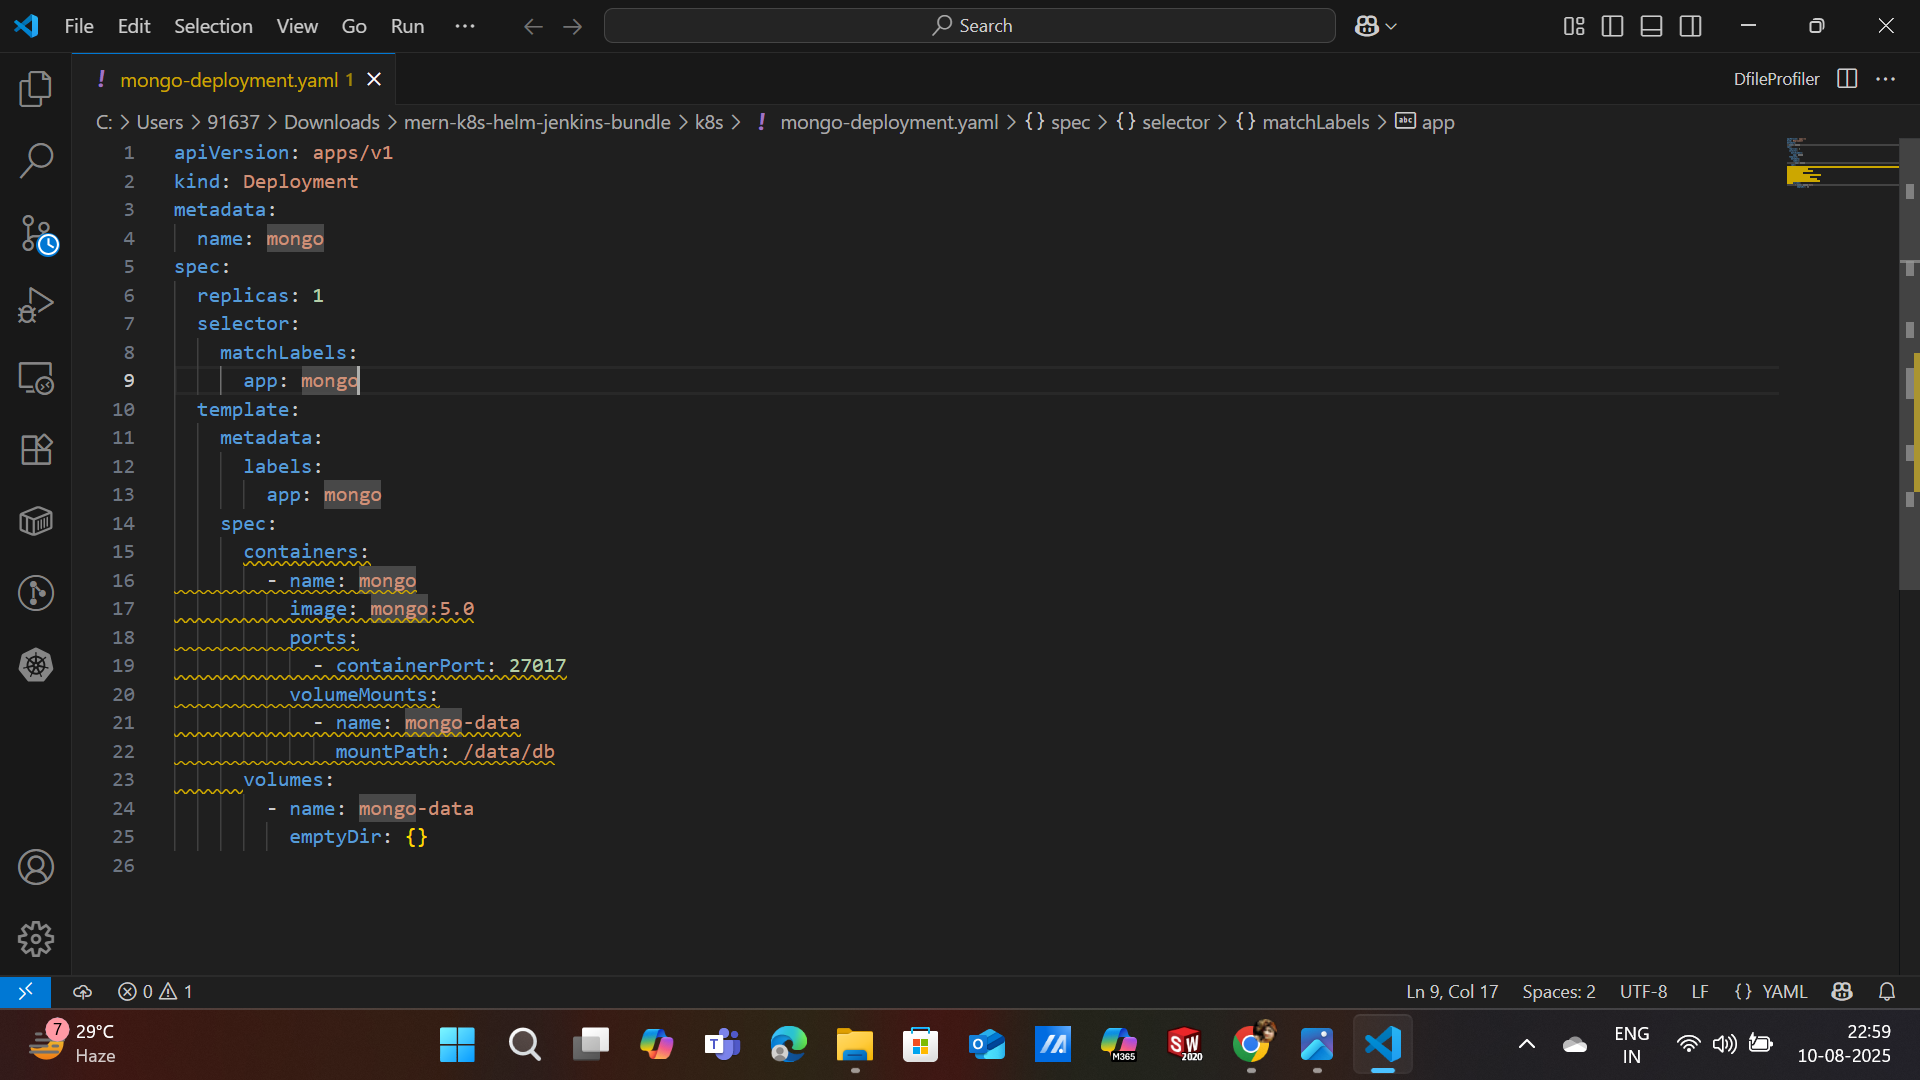 File Edit Selection View Go Run ··· Search
mongo-deployment.yaml 1 DfileProfiler
C: > Users > 91637 > Downloads > mern-k8s-helm-jenkins-bundle > k8s > ! mongo-deployment.yaml > {} spec > {} selector > {} matchLabels > abc app
1 apiVersion: apps/v1
2 kind: Deployment
3 metadata:
4   name: mongo
5 spec:
6   replicas: 1
7   selector:
8     matchLabels:
9       app: mongo
10   template:
11     metadata:
12       labels:
13         app: mongo
14     spec:
15       containers:
16         - name: mongo
17           image: mongo:5.0
18           ports:
19             - containerPort: 27017
20           volumeMounts:
21             - name: mongo-data
22               mountPath: /data/db
23       volumes:
24         - name: mongo-data
25           emptyDir: {}
26
0 1 Ln 9, Col 17 Spaces: 2 UTF-8 LF {} YAML
7 29°C
Haze
M365
SW 2020
ENG
IN
22:59
10-08-2025